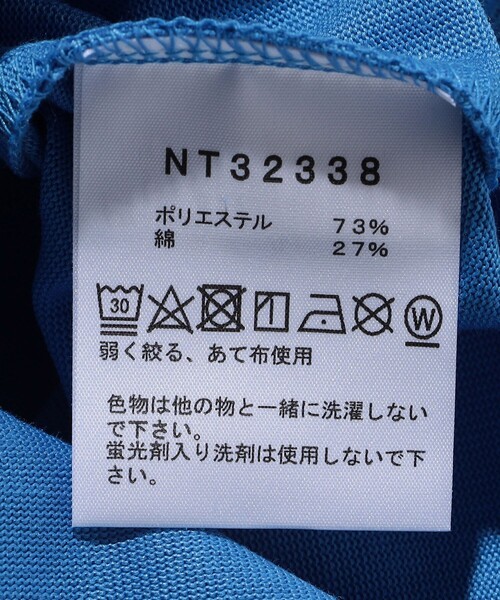 NT32338
ポリエステル 73%
綿 27%
30 W
弱く絞る、あて布使用
色物は他の物と一緒に洗濯しない
で下さい。
蛍光剤入り洗剤は使用しないで下
さい。